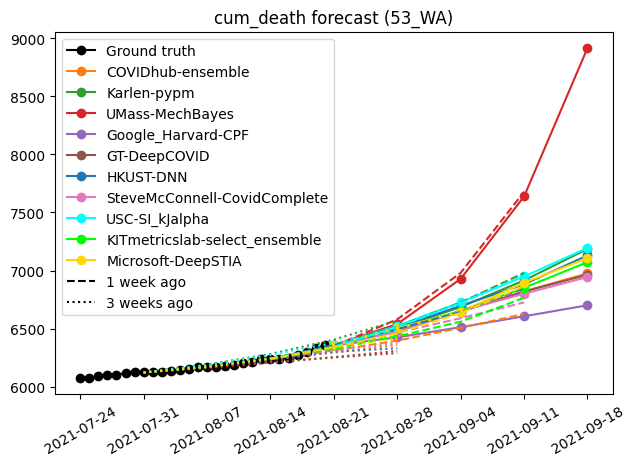 cum_death forecast (53_WA)
9000
8500
8000
7500
7000
6500
6000
Ground truth
COVIDhub-ensemble
Karlen-pypm
UMass-MechBayes
Google_Harvard-CPF
GT-DeepCOVID
HKUST-DNN
SteveMcConnell-CovidComplete
USC-SI_kJalpha
KITmetricslab-select_ensemble
Microsoft-DeepSTIA
1 week ago
3 weeks ago
2021-07-24
2021-07-31
2021-08-07
2021-08-14
2021-08-21
2021-08-28
2021-09-04
2021-09-11
2021-09-18